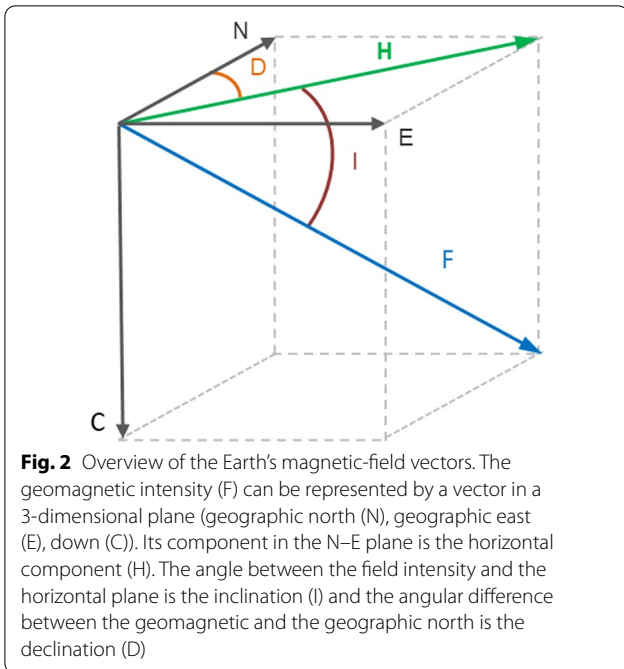 N
H
D
E
I
F
C
Fig. 2 Overview of the Earth's magnetic-field vectors. The
geomagnetic intensity (F) can be represented by a vector in a
3-dimensional plane (geographic north (N), geographic east
(E), down (C)). Its component in the N–E plane is the horizontal
component (H). The angle between the field intensity and the
horizontal plane is the inclination (I) and the angular difference
between the geomagnetic and the geographic north is the
declination (D)